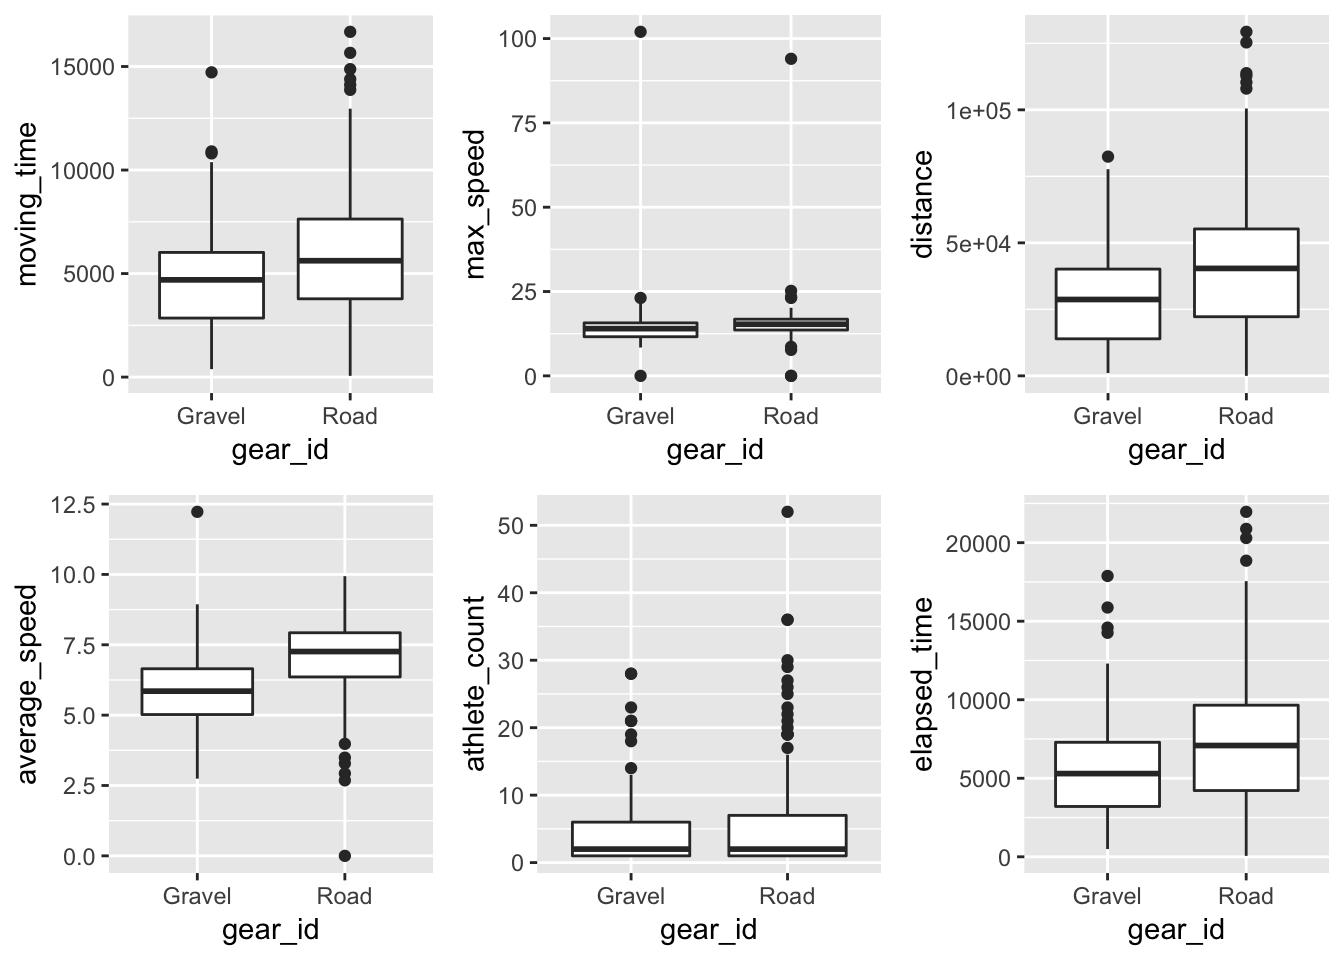 moving_time
15000
10000
5000
0
Gravel Road
gear_id
max_speed
100
75
50
25
0
Gravel Road
gear_id
distance
1e+05
5e+04
0e+00
Gravel Road
gear_id
average_speed
12.5
10.0
7.5
5.0
2.5
0.0
Gravel Road
gear_id
athlete_count
50
40
30
20
10
0
Gravel Road
gear_id
elapsed_time
20000
15000
10000
5000
0
Gravel Road
gear_id